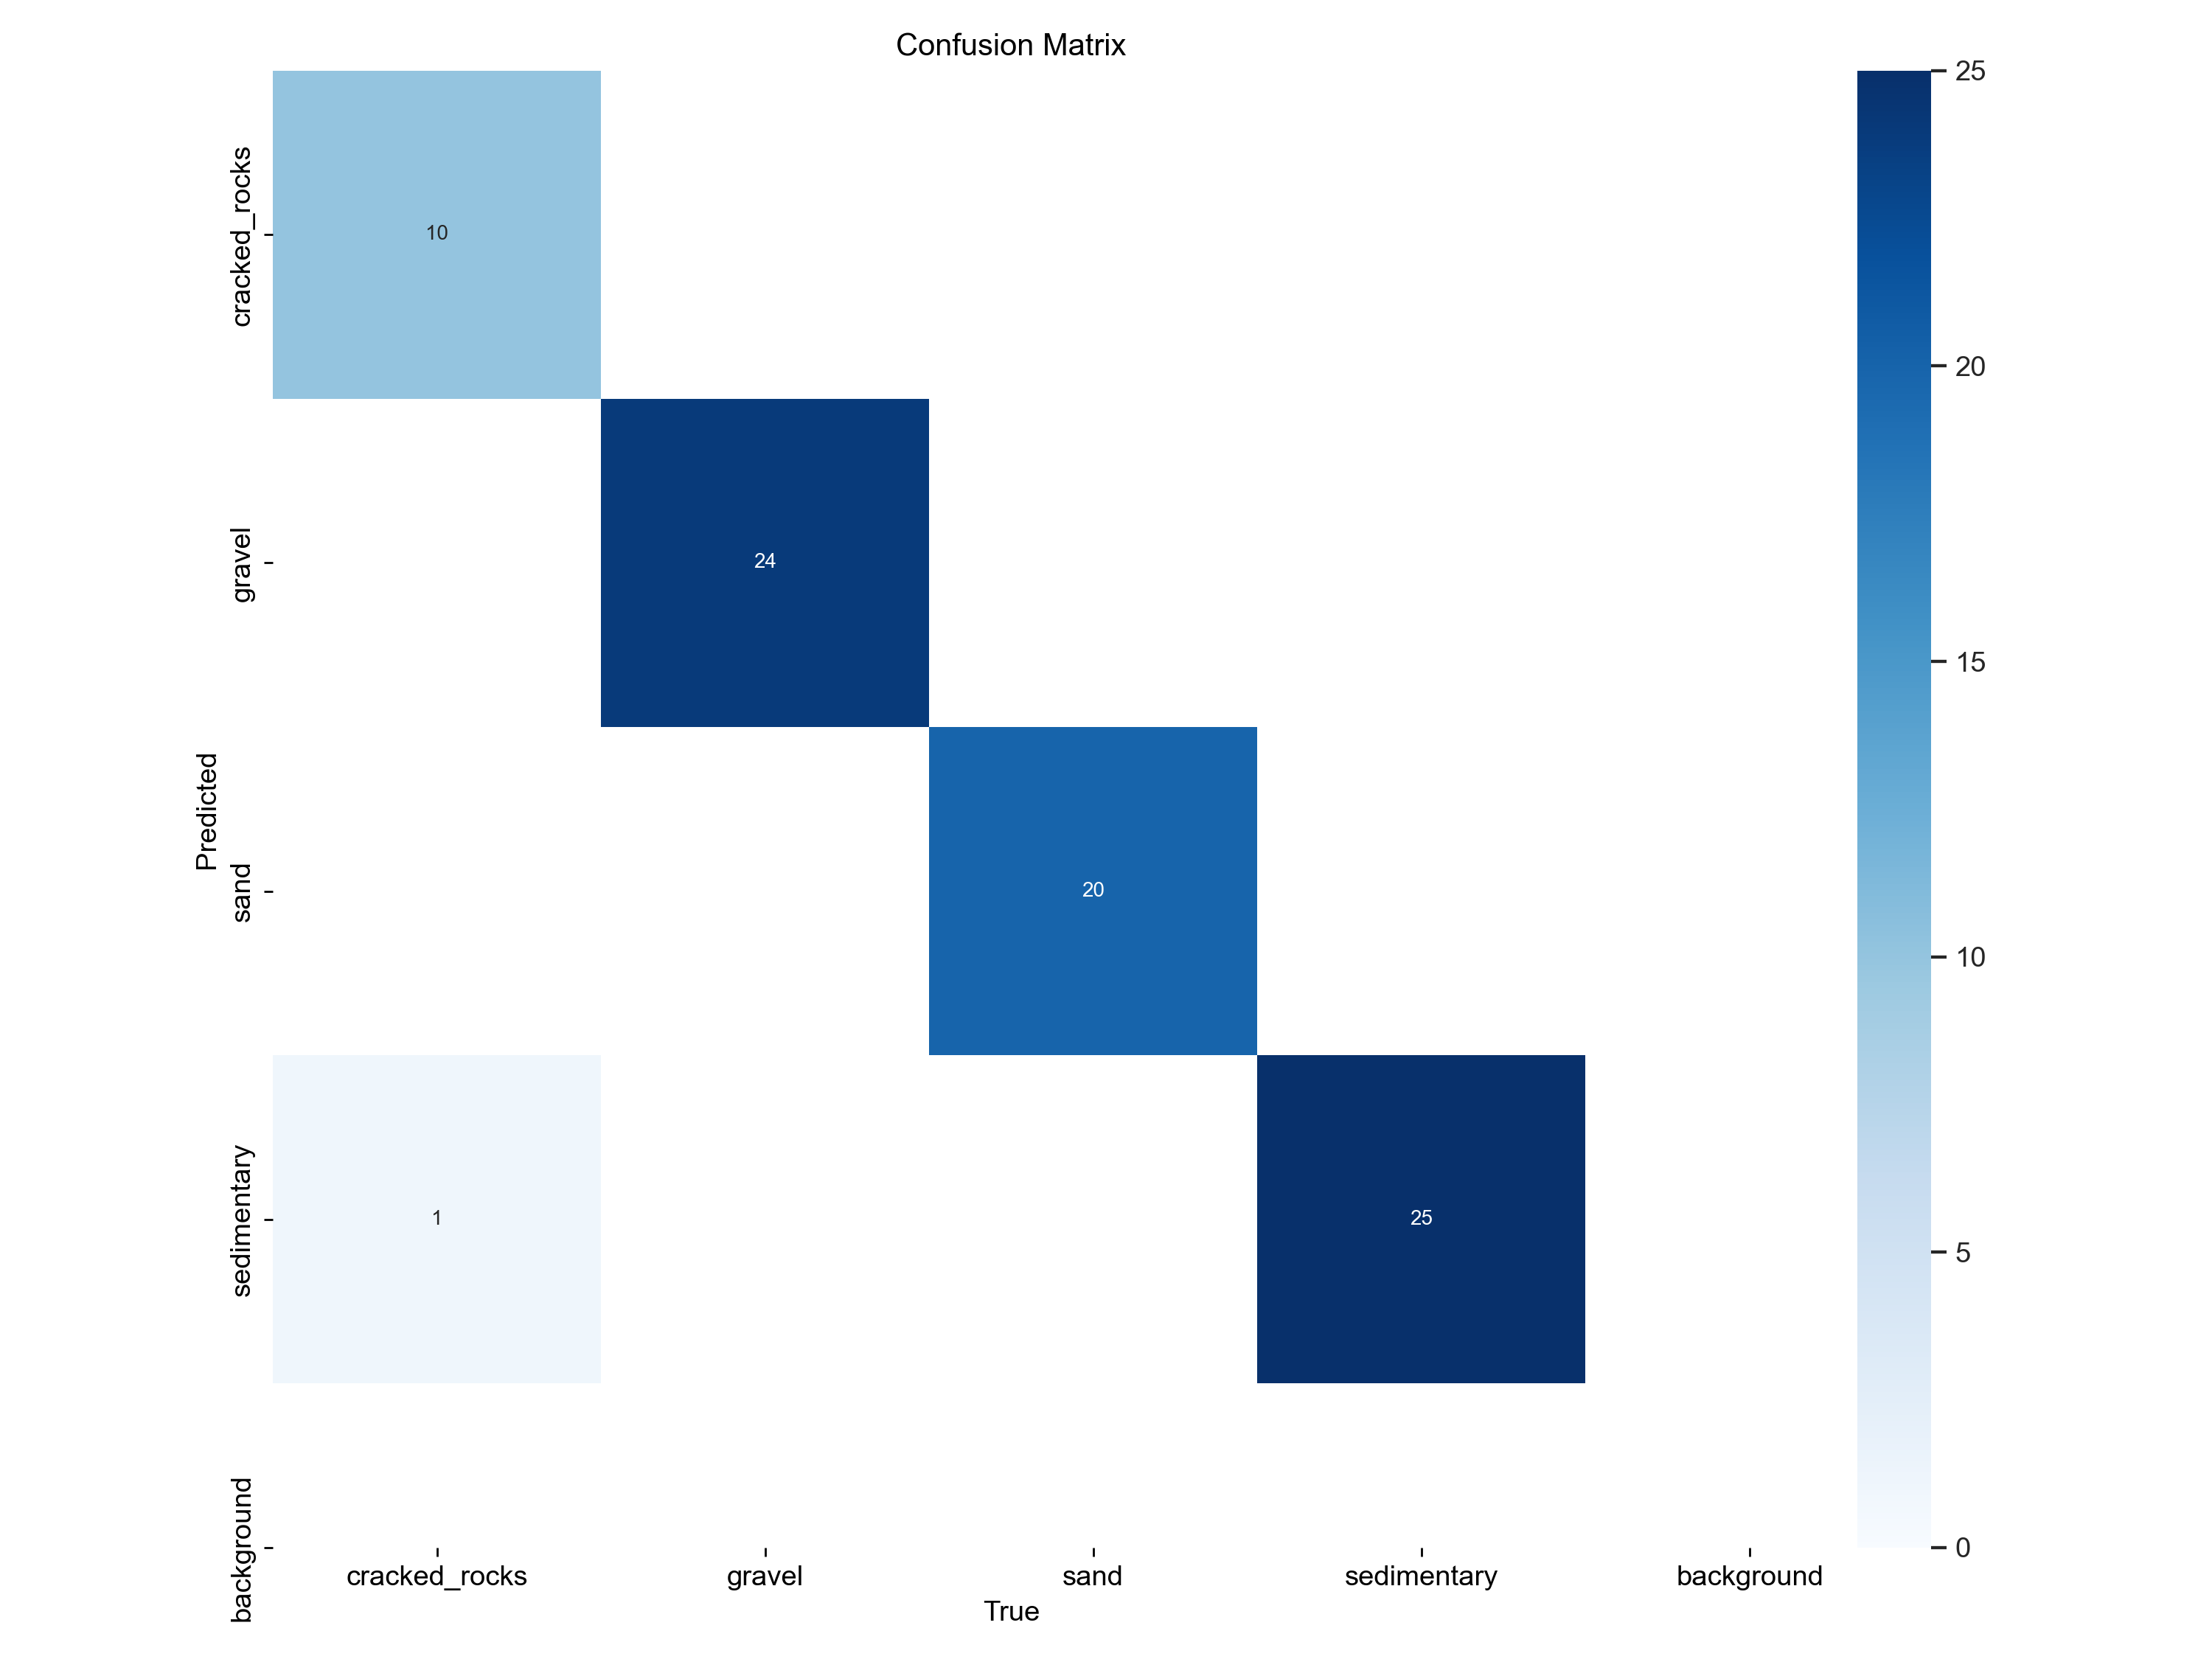 Confusion Matrix
25
cracked_rocks
10
20
gravel
24
15
Predicted
sand
20
10
sedimentary
1
25
5
background
0
cracked_rocks
gravel
sand
sedimentary
background
True